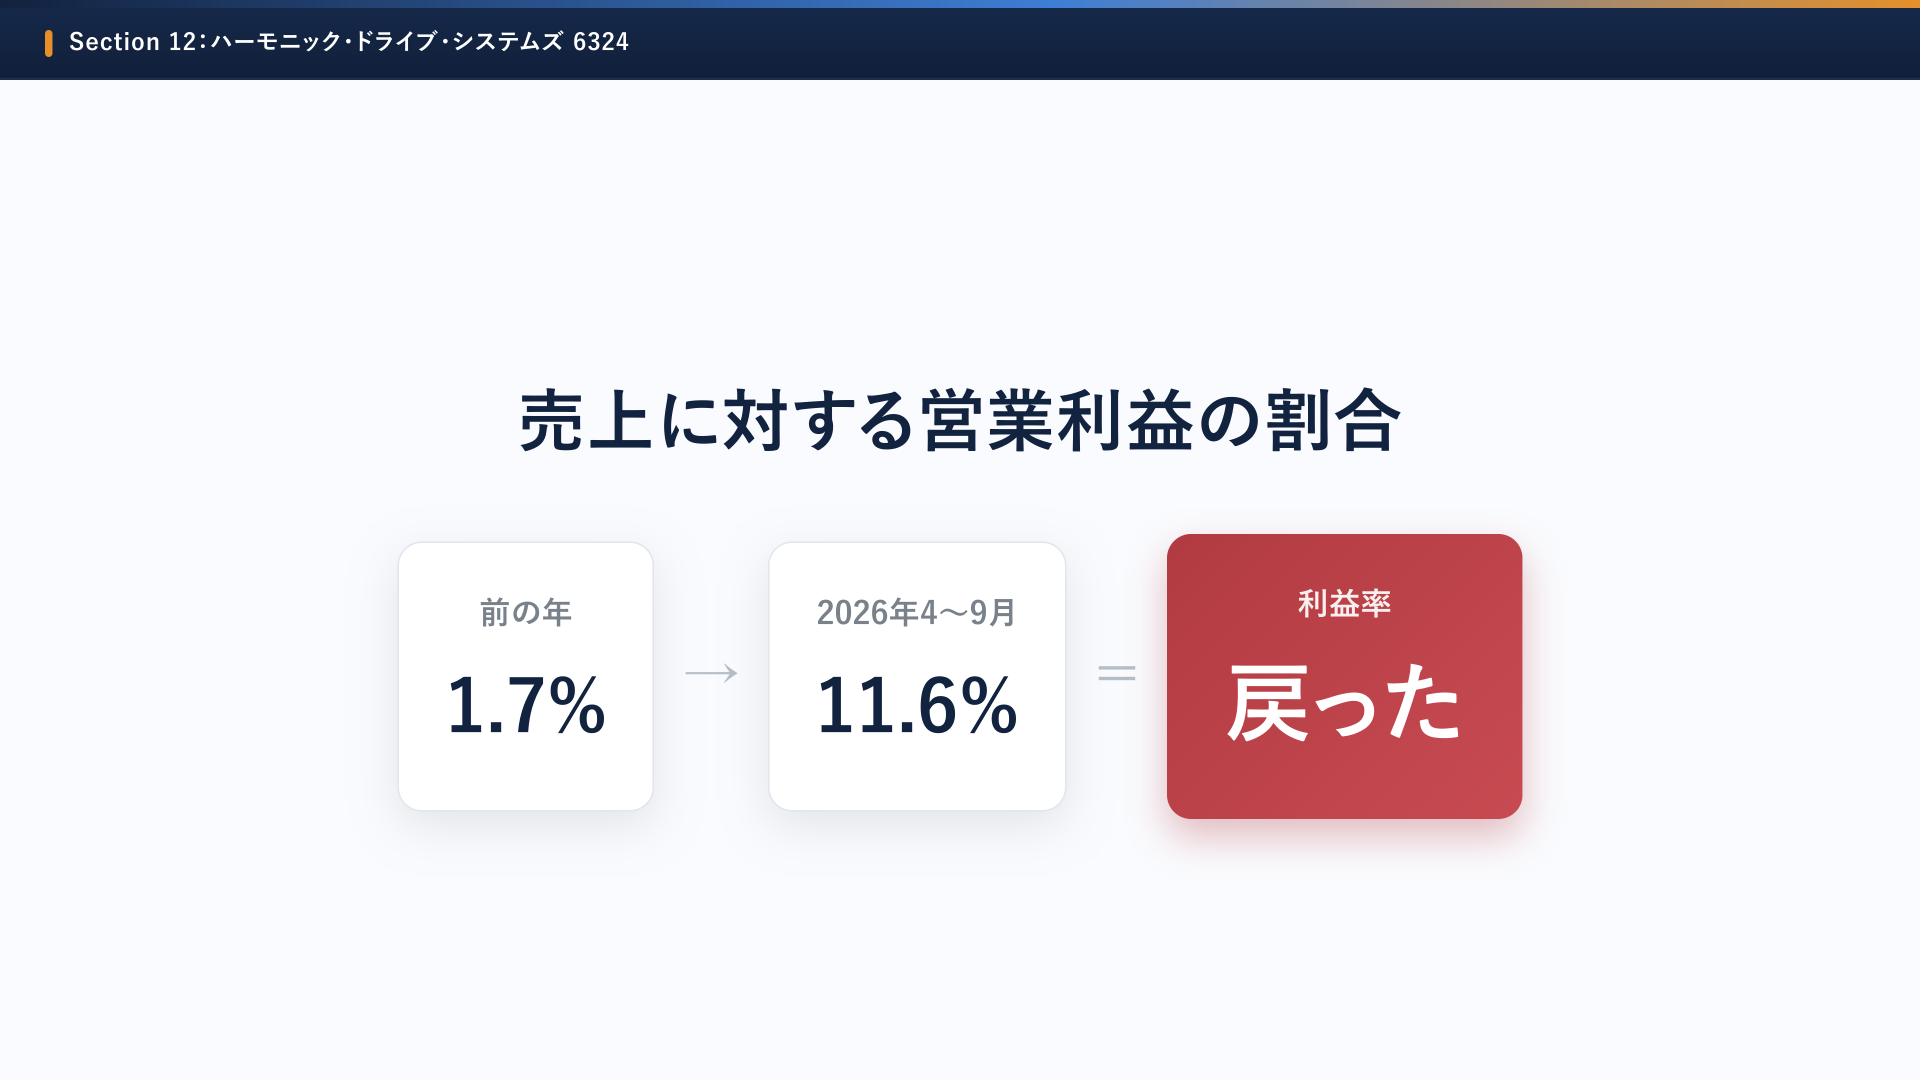 Section 12：ハーモニック・ドライブ・システムズ 6324
売上に対する営業利益の割合
前の年
1.7%
→
2026年4〜9月
11.6%
＝
利益率
戻った